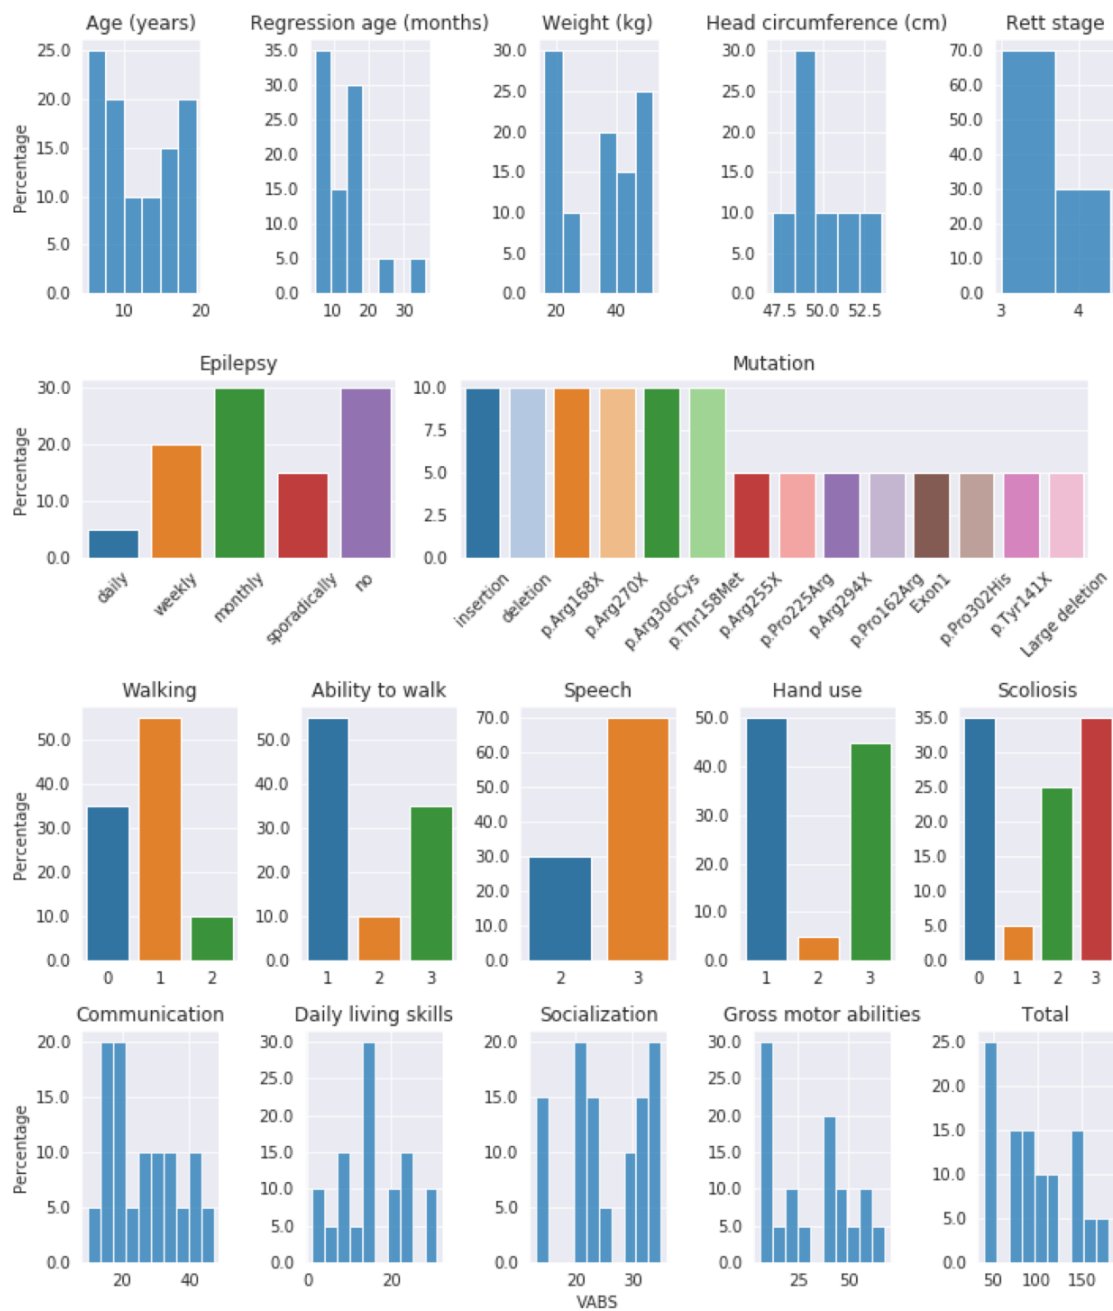 Age (years) Regression age (months) Weight (kg) Head circumference (cm) Rett stage
25.0 35.0 30.0 30.0 70.0
20.0 30.0 25.0 25.0 60.0
15.0 25.0 20.0 20.0 50.0
10.0 20.0 15.0 15.0 40.0
5.0 15.0 10.0 10.0 30.0
0.0 10.0 5.0 5.0 20.0
5.0 0.0 0.0 10.0
0.0 0.0
Percentage
10 20 10 20 30 20 40 47.5 50.0 52.5 3 4
Epilepsy Mutation
30.0 10.0
20.0 7.5
10.0 5.0
0.0 2.5
0.0
Percentage
daily weekly monthly sporadically no insertion deletion p.Arg168X p.Arg270X p.Arg306Cys p.Thr158Met p.Arg255X p.Pro225Arg p.Arg294X p.Pro162Arg Exon1 p.Pro302His p.Tyr141X Large deletion
Walking Ability to walk Speech Hand use Scoliosis
50.0 50.0 70.0 50.0 35.0
40.0 40.0 60.0 40.0 30.0
30.0 30.0 50.0 30.0 25.0
20.0 20.0 40.0 20.0 20.0
10.0 10.0 30.0 10.0 15.0
0.0 0.0 20.0 0.0 10.0
10.0 5.0
0.0 0.0
Percentage
0 1 2 1 2 3 2 3 1 2 3 0 1 2 3
Communication Daily living skills Socialization Gross motor abilities Total
20.0 30.0 20.0 30.0 25.0
15.0 25.0 15.0 25.0 20.0
10.0 20.0 10.0 20.0 15.0
5.0 15.0 5.0 15.0 10.0
0.0 10.0 0.0 10.0 5.0
5.0 5.0 0.0
0.0 0.0
Percentage
20 40 0 20 20 30 25 50 50 100 150
VABS